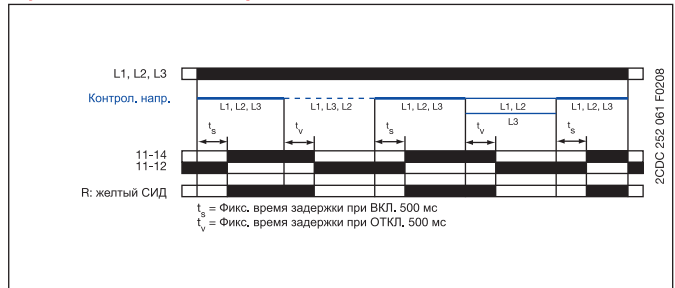 L1, L2, L3
Контрол. напр.
L1, L2, L3
L1, L3, L2
L1, L2, L3
L1, L2
L3
L1, L2, L3
ts
tv
ts
tv
ts
11-14
11-12
R: желтый СИД
ts = Фикс. время задержки при ВКЛ. 500 мс
tv = Фикс. время задержки при ОТКЛ. 500 мс
2CDC 252 061 F0208